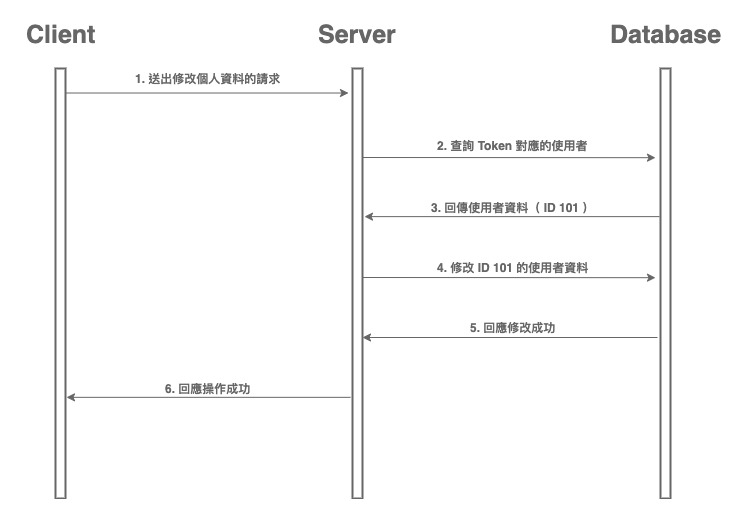 Client
Server
Database
1. 送出修改個人資料的請求
2. 查詢 Token 對應的使用者
3. 回傳使用者資料（ ID 101 ）
4. 修改 ID 101 的使用者資料
5. 回應修改成功
6. 回應操作成功